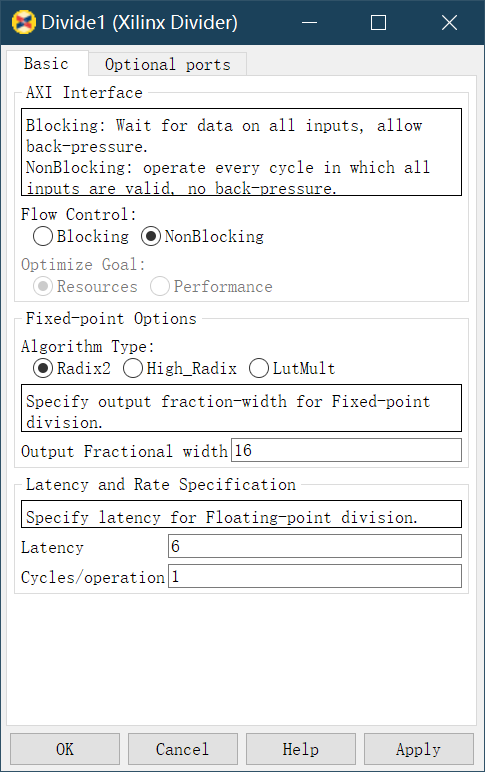 Divide1 (Xilinx Divider)
Basic
Optional ports
AXI Interface
Blocking: Wait for data on all inputs, allow
back-pressure.
NonBlocking: operate every cycle in which all
inputs are valid, no back-pressure.
Flow Control:
Blocking NonBlocking
Optimize Goal:
Resources Performance
Fixed-point Options
Algorithm Type:
Radix2 High_Radix LutMult
Specify output fraction-width for Fixed-point
division.
Output Fractional width 16
Latency and Rate Specification
Specify latency for Floating-point division.
Latency 6
Cycles/operation 1
OK Cancel Help Apply